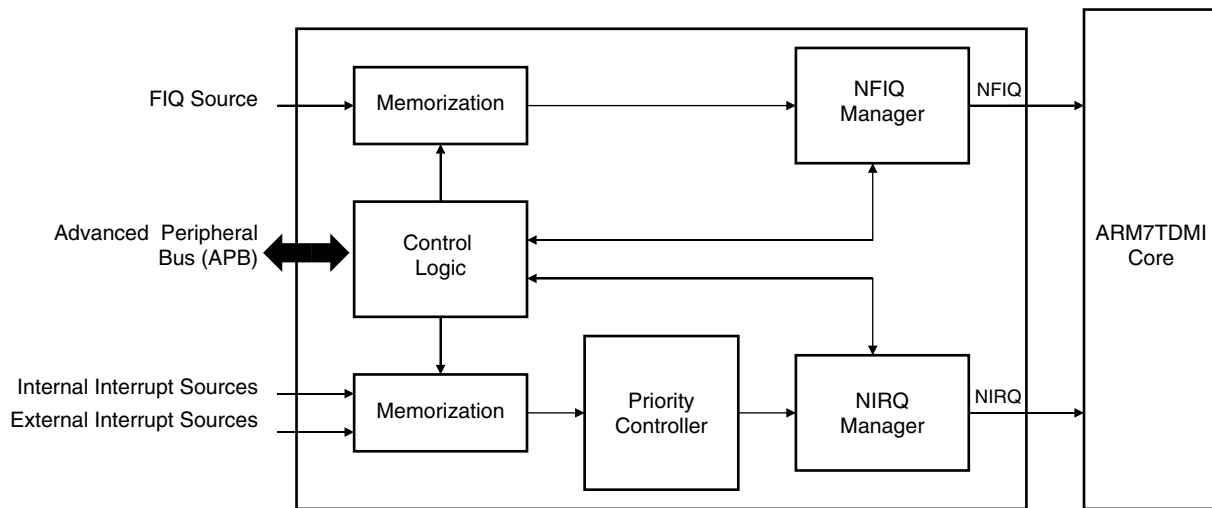 FIQ Source
Memorization
NFIQ
Manager
NFIQ
Advanced Peripheral
Bus (APB)
Control
Logic
ARM7TDMI
Core
Internal Interrupt Sources
External Interrupt Sources
Memorization
Priority
Controller
NIRQ
Manager
NIRQ